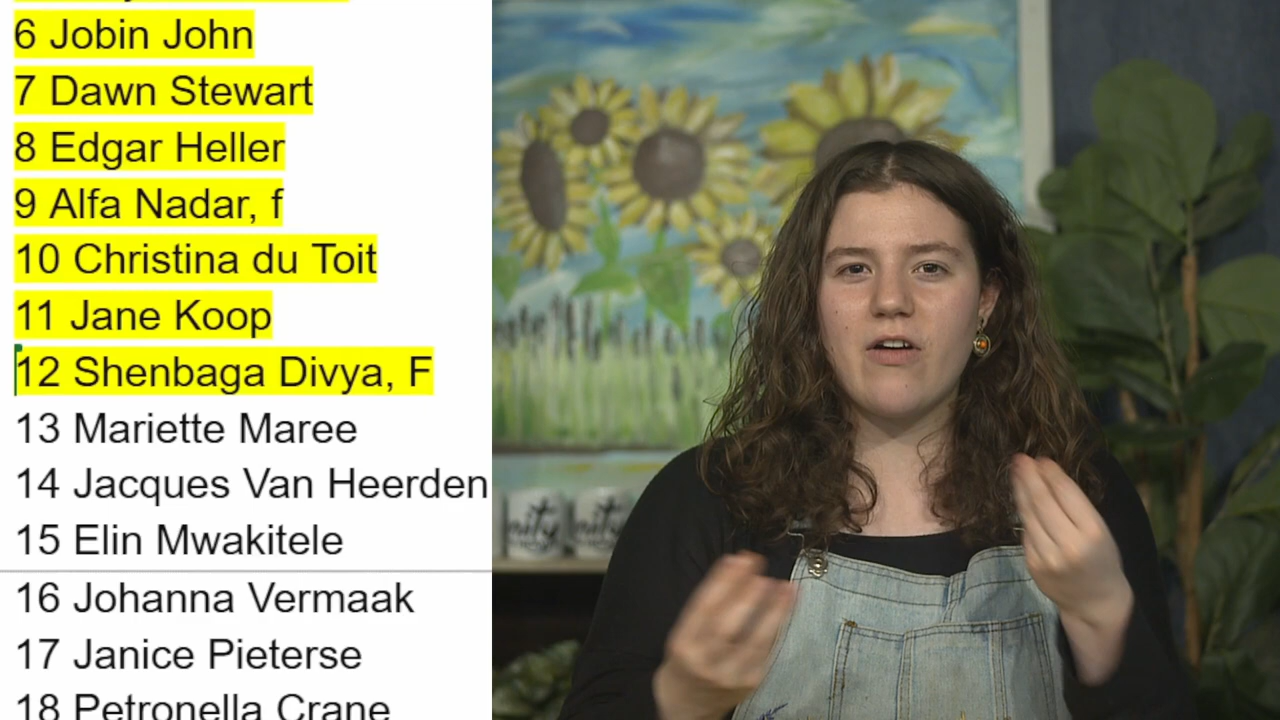 6 Jobin John
7 Dawn Stewart
8 Edgar Heller
9 Alfa Nadar, f
10 Christina du Toit
11 Jane Koop
12 Shenbaga Divya, F
13 Mariette Maree
14 Jacques Van Heerden
15 Elin Mwakitele
16 Johanna Vermaak
17 Janice Pieterse
18 Petronella Crane